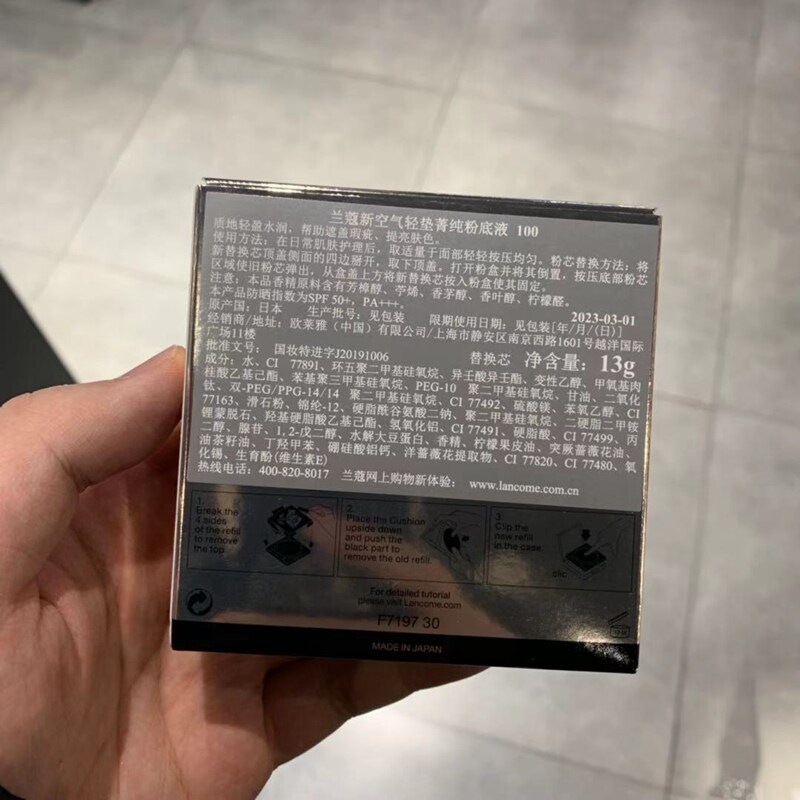 兰蔻新空气轻垫菁纯粉底液 100
质地轻盈水润，帮助遮盖瑕疵、提亮肤色。
使用方法：在日常肌肤护理后，取适量于面部轻轻按压均匀。粉芯替换方法：将
新替换芯顶盖侧面的四边掰开，取下顶盖。打开粉盒并将其倒置，按压底部粉芯
区域使旧粉芯弹出，从盒盖上方将新替换芯按入粉盒使其固定。
注意：本品香精原料含有芳樟醇、苧烯、香茅醇、香叶醇、柠檬醛。
本产品防晒指数为SPF 50+，PA+++。
2023-03-01
原产国：日本 生产批号：见包装 限期使用日期：见包装[年/月/(日)]
经销商/地址：欧莱雅（中国）有限公司/上海市静安区南京西路1601号越洋国际
广场11楼
批准文号：国妆特进字J20191006 替换芯 净含量：13g
成分：水、CI 77891、环五聚二甲基硅氧烷、异壬酸异壬酯、变性乙醇、甲氧基肉
桂酸乙基己酯、苯基聚三甲基硅氧烷、PEG-10 聚二甲基硅氧烷、甘油、二氧化
钛、双-PEG/PPG-14/14 聚二甲基硅氧烷、CI 77492、硫酸镁、苯氧乙醇、CI
77163、滑石粉、锦纶-12、硬脂酰谷氨酸二钠、聚二甲基硅氧烷、二硬脂二甲铵
锂蒙脱石、羟基硬脂酸乙基己酯、氢氧化铝、CI 77491、硬脂酸、CI 77499、丙
二醇、腺苷、1, 2-戊二醇、水解大豆蛋白、香精、柠檬果皮油、突厥蔷薇花油、
油茶籽油、丁羟甲苯、硼硅酸铝钙、洋蔷薇花提取物、CI 77820、CI 77480、氧
化锡、生育酚(维生素E)
热线电话：400-820-8017 兰蔻网上购物新体验：www.lancome.com.cn
1.
Break the
4 sides
of the refill
to remove
the top
2.
Place the Cushion
upside down
and push the
black part to
remove the old refill.
3.
Clip the
new refill
in the case
clic
For detailed tutorial
please visit Lancome.com
F7197 30
MADE IN JAPAN